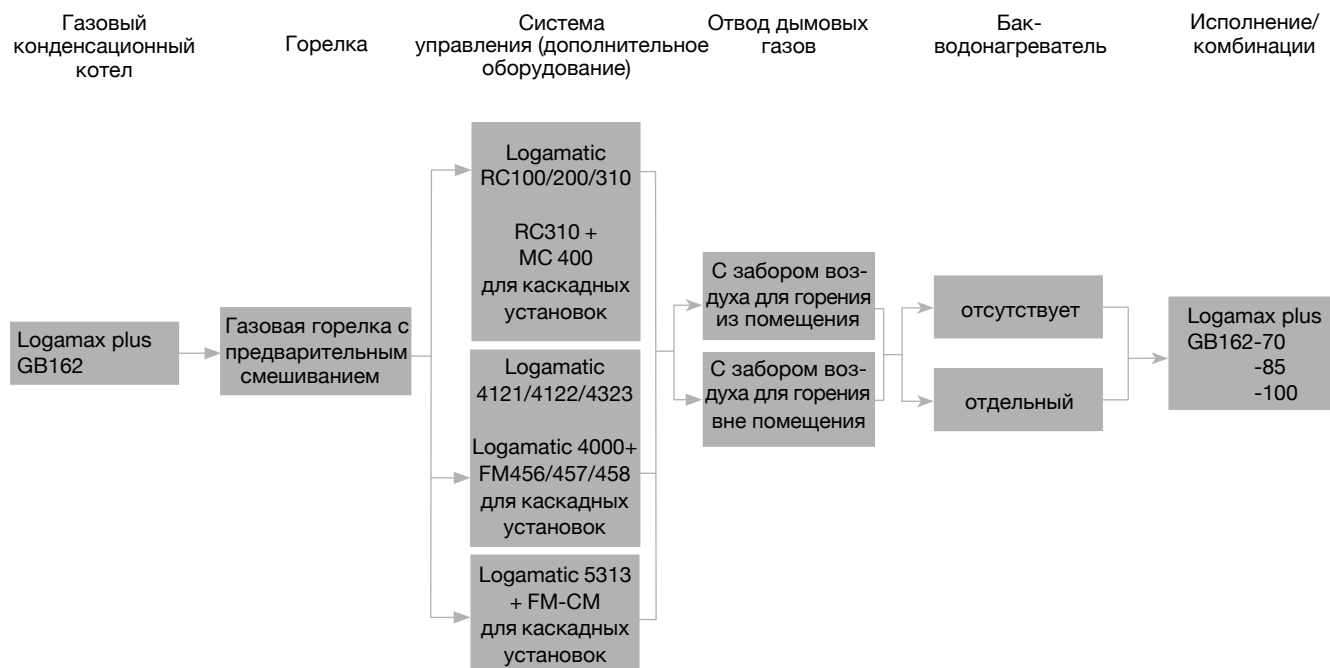 Газовый
конденсационный
котел
Горелка
Система
управления (дополнительное
оборудование)
Отвод дымовых
газов
Бак-
водонагреватель
Исполнение/
комбинации
Logamax plus
GB162
Газовая горелка с
предварительным
смешиванием
Logamatic
RC100/200/310
RC310 +
MC 400
для каскадных
установок
Logamatic
4121/4122/4323
Logamatic 4000+
FM456/457/458
для каскадных
установок
Logamatic 5313
+ FM-CM
для каскадных
установок
С забором воз-
духа для горения
из помещения
С забором воз-
духа для горения
вне помещения
отсутствует
отдельный
Logamax plus
GB162-70
-85
-100